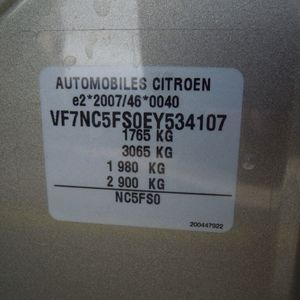 AUTOMOBILES CITROEN
e2*2007/46*0040
VF7NC5FS0EY534107
1765 KG
3065 KG
1 980 KG
2 900 KG
NC5FS0
200447922